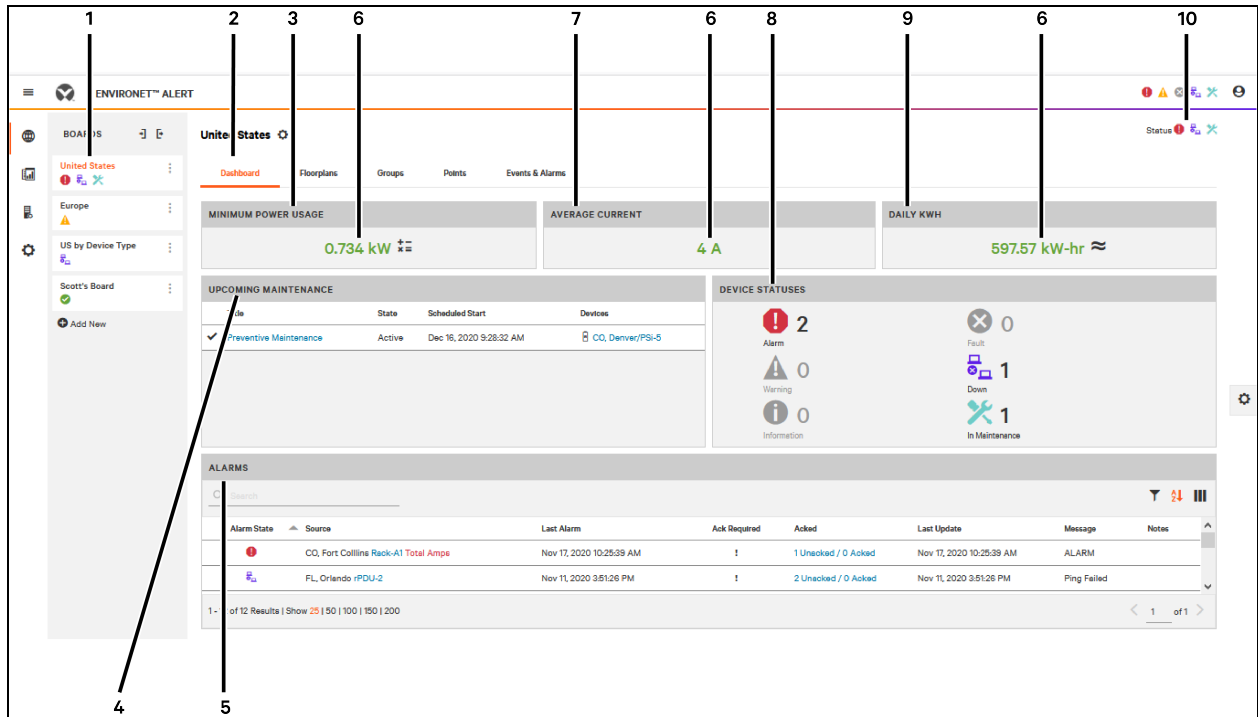 1 2 3 6 7 6 8 9 6 10
ENVIRONET™ ALERT
BOARDS
United States
Status
United States
Dashboard Floorplans Groups Points Events & Alarms
Europe
US by Device Type
Scott's Board
Add New
MINIMUM POWER USAGE AVERAGE CURRENT DAILY KWH
0.734 kW 4 A 597.57 kW-hr
UPCOMING MAINTENANCE
State Scheduled Start Devices
Preventive Maintenance Active Dec 16, 2020 9:28:32 AM CO, Denver/PSI-5
DEVICE STATUSES
2 0
Alarm Fault
0 1
Warning Down
0 1
Information In Maintenance
ALARMS
Search
Alarm State Source Last Alarm Ack Required Acked Last Update Message Notes
CO, Fort Colllins Rack-A1 Total Amps Nov 17, 2020 10:25:39 AM ! 1 Unacked / 0 Acked Nov 17, 2020 10:25:39 AM ALARM
FL, Orlando rPDU-2 Nov 11, 2020 3:51:26 PM ! 2 Unacked / 0 Acked Nov 11, 2020 3:51:26 PM Ping Failed
of 12 Results | Show 25 | 50 | 100 | 150 | 200
1 of 1
4 5